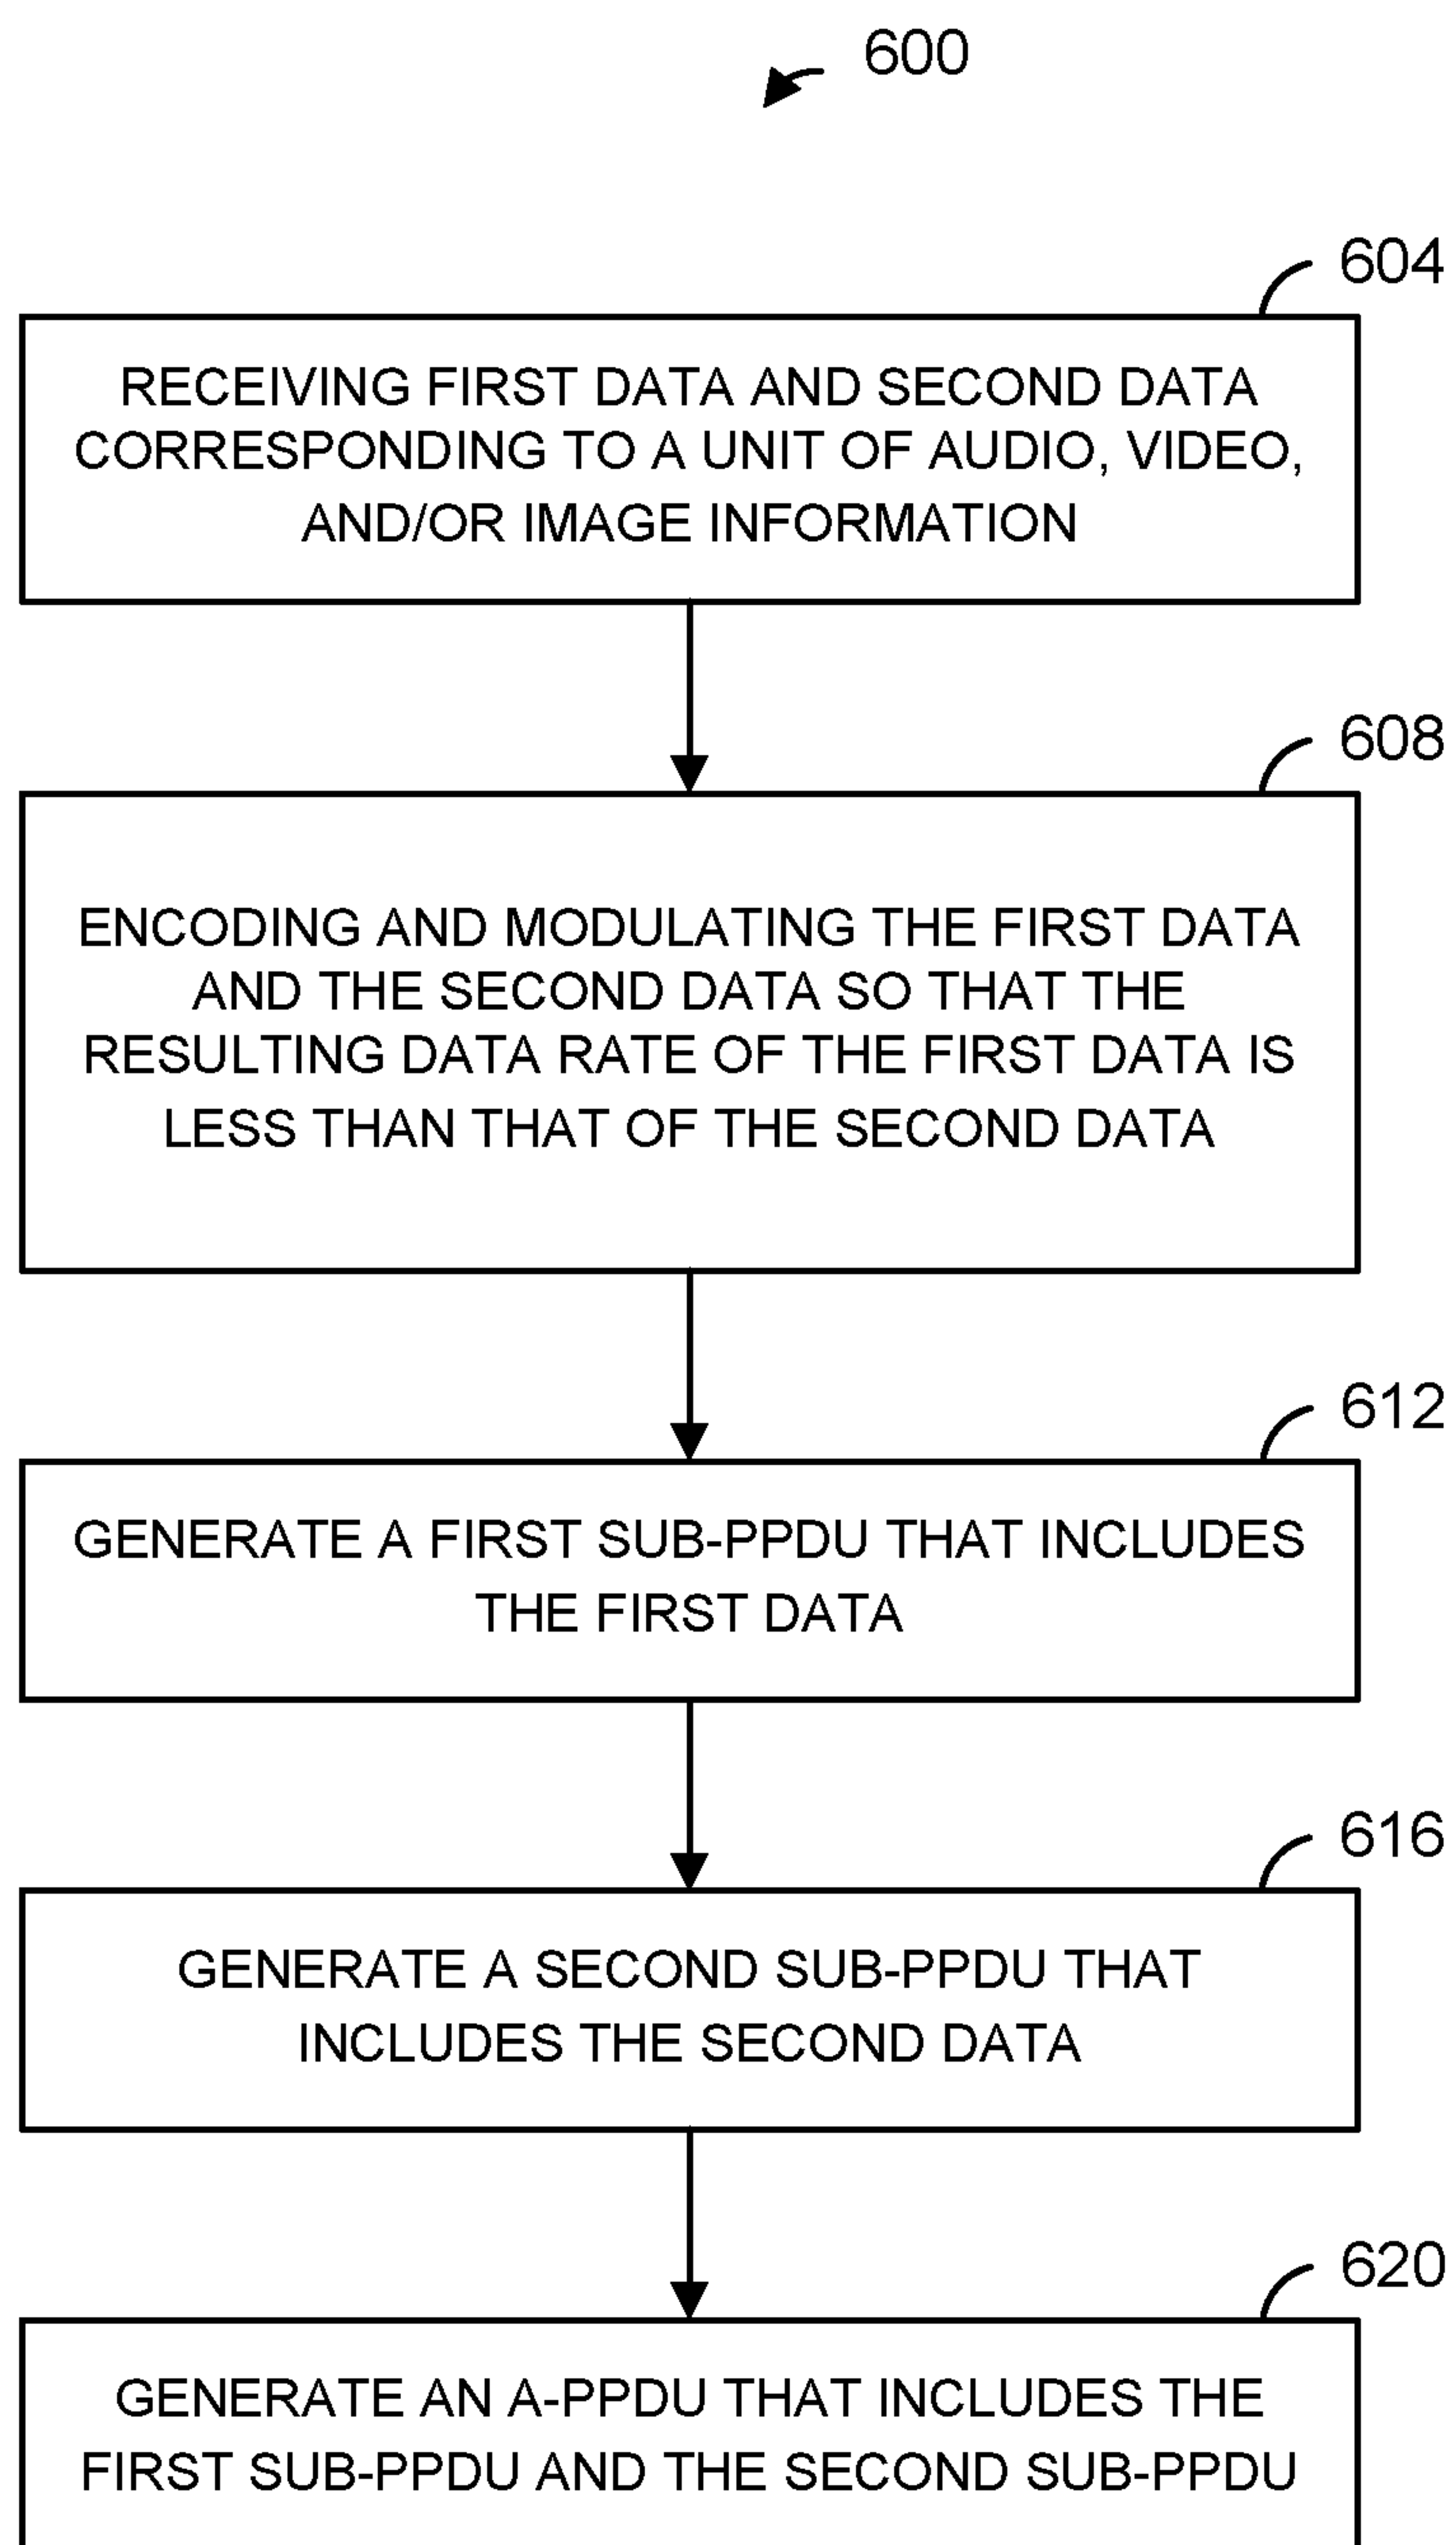 600
604
RECEIVING FIRST DATA AND SECOND DATA
CORRESPONDING TO A UNIT OF AUDIO, VIDEO,
AND/OR IMAGE INFORMATION
608
ENCODING AND MODULATING THE FIRST DATA
AND THE SECOND DATA SO THAT THE
RESULTING DATA RATE OF THE FIRST DATA IS
LESS THAN THAT OF THE SECOND DATA
612
GENERATE A FIRST SUB-PPDU THAT INCLUDES
THE FIRST DATA
616
GENERATE A SECOND SUB-PPDU THAT
INCLUDES THE SECOND DATA
620
GENERATE AN A-PPDU THAT INCLUDES THE
FIRST SUB-PPDU AND THE SECOND SUB-PPDU